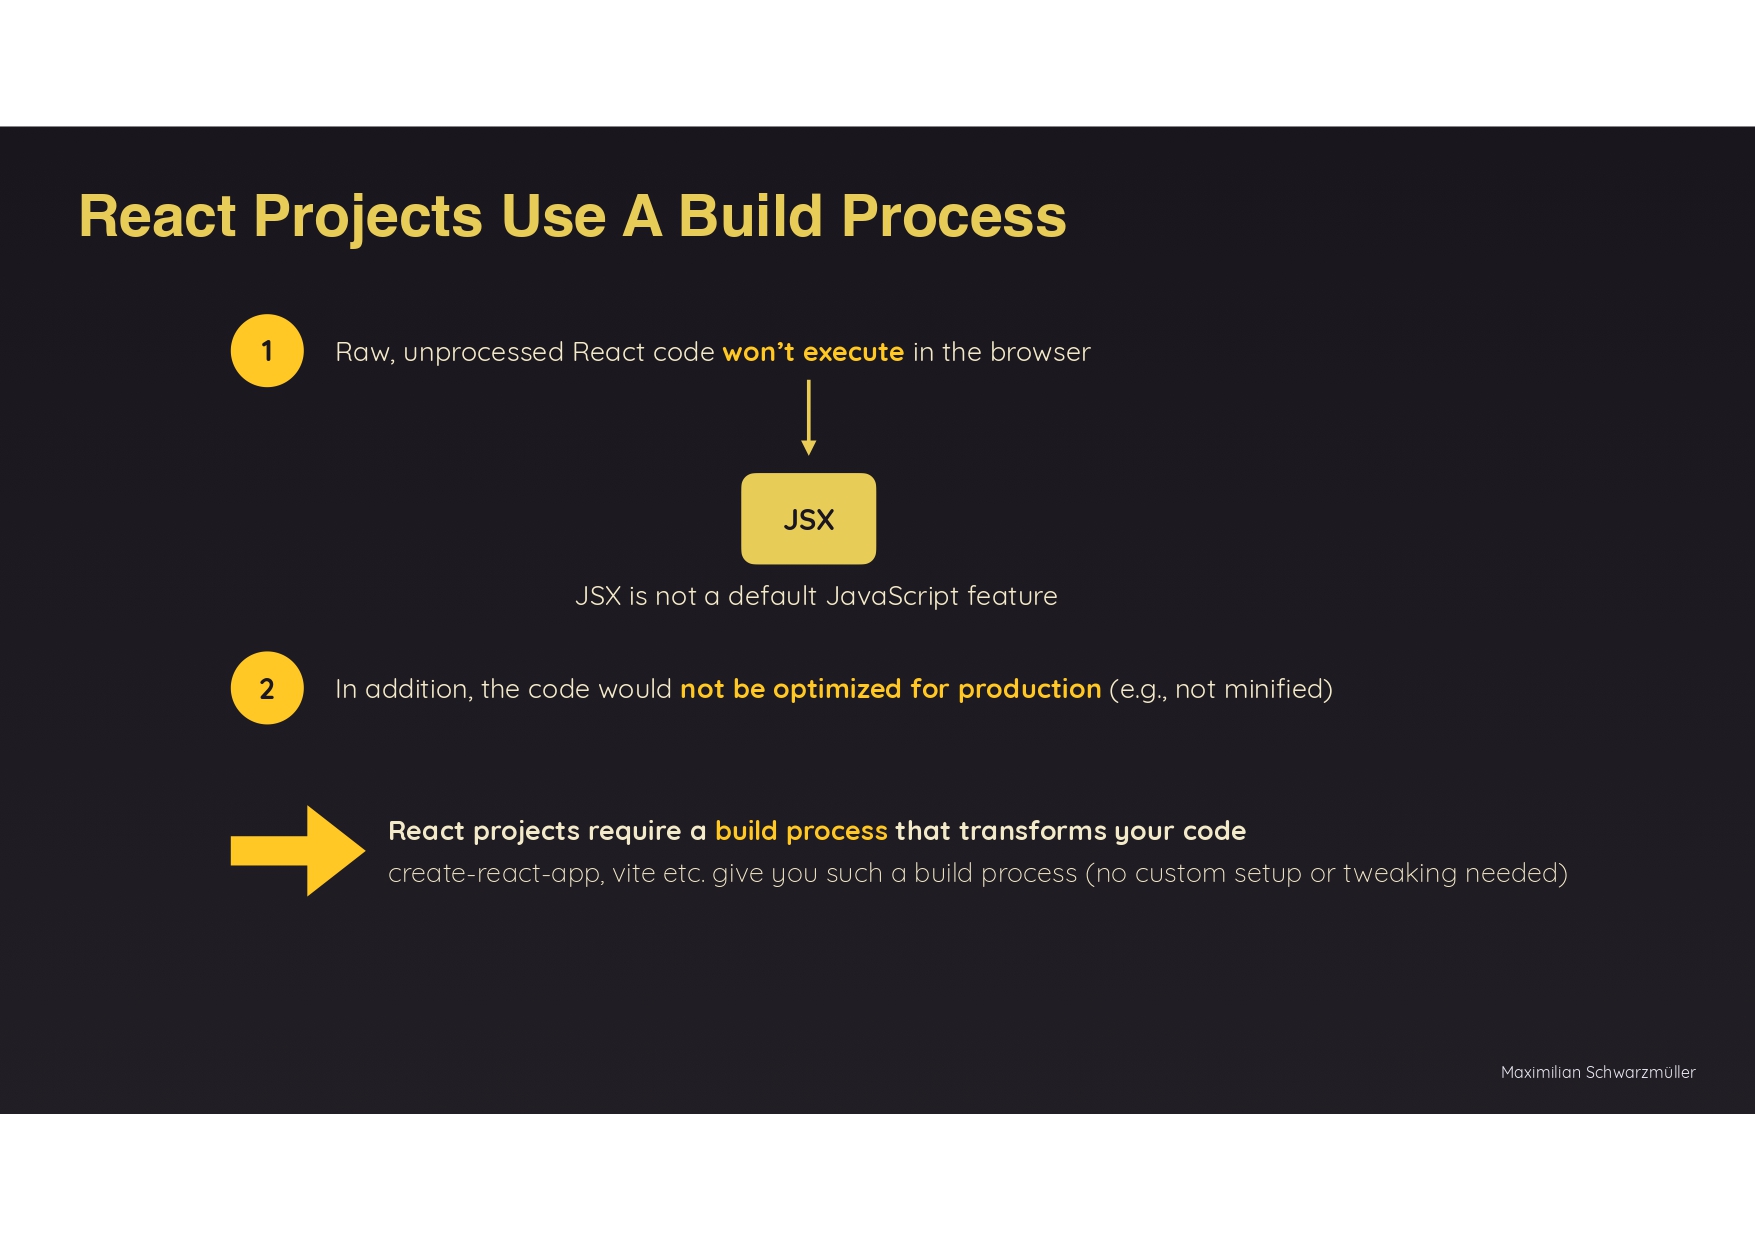 React Projects Use A Build Process
1
Raw, unprocessed React code won’t execute in the browser
JSX
JSX is not a default JavaScript feature
2
In addition, the code would not be optimized for production (e.g., not minified)
React projects require a build process that transforms your code
create-react-app, vite etc. give you such a build process (no custom setup or tweaking needed)
Maximilian Schwarzmüller